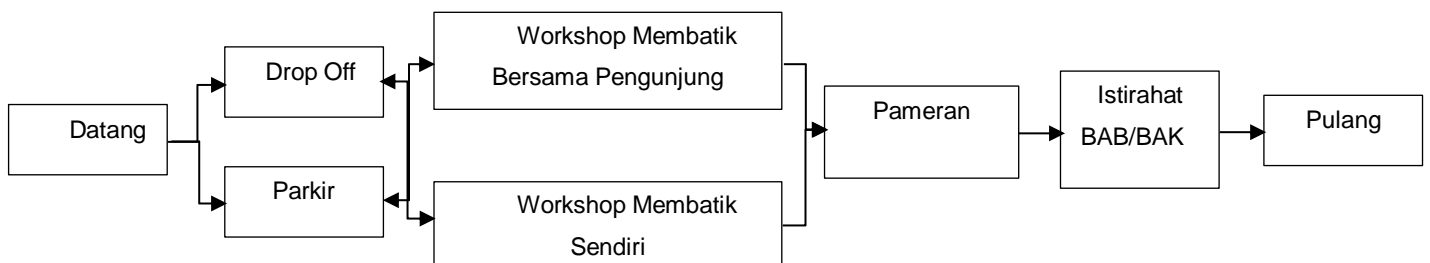 Datang
Drop Off
Parkir
Workshop Membatik
Bersama Pengunjung
Workshop Membatik
Sendiri
Pameran
Istirahat
BAB/BAK
Pulang